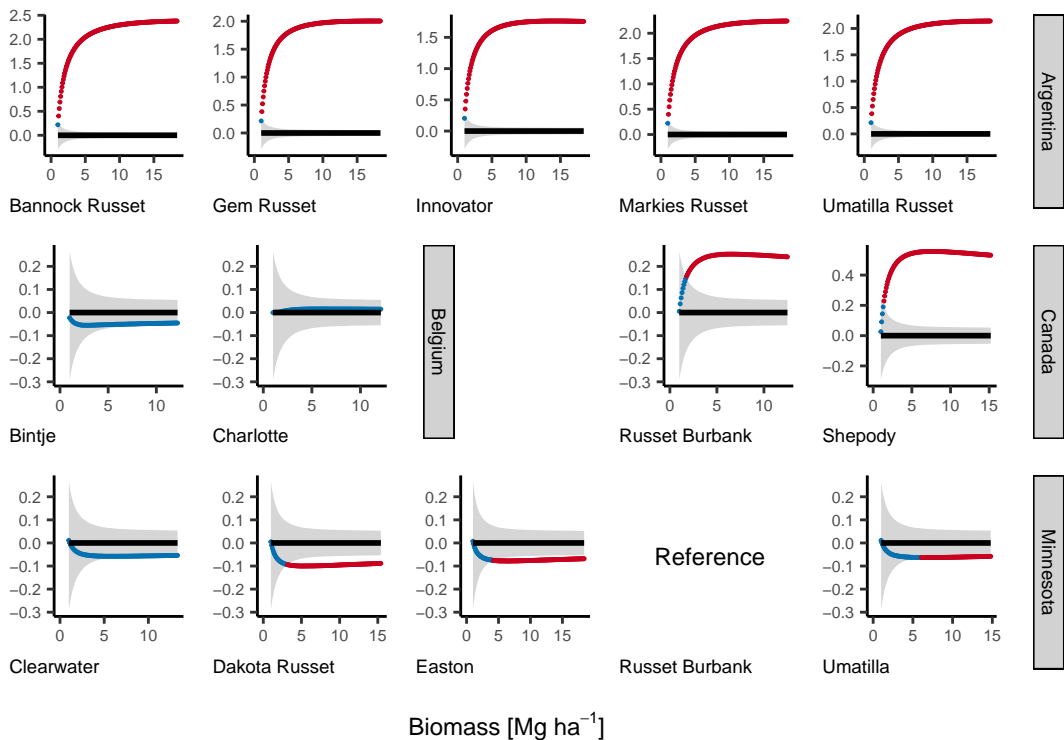 2.5
2.0
1.5
1.0
0.5
0.0
0 5 10 15
Bannock Russet
2.0
1.5
1.0
0.5
0.0
0 5 10 15
Gem Russet
1.5
1.0
0.5
0.0
0 5 10 15
Innovator
2.0
1.5
1.0
0.5
0.0
0 5 10 15
Markies Russet
2.0
1.5
1.0
0.5
0.0
0 5 10 15
Umatilla Russet
Argentina
0.2
0.1
0.0
−0.1
−0.2
−0.3
0 5 10
Bintje
0.2
0.1
0.0
−0.1
−0.2
−0.3
0 5 10
Charlotte
Belgium
0.2
0.1
0.0
−0.1
−0.2
−0.3
0 5 10
Russet Burbank
0.4
0.2
0.0
−0.2
0 5 10 15
Shepody
Canada
0.2
0.1
0.0
−0.1
−0.2
−0.3
0 5 10
Clearwater
0.2
0.1
0.0
−0.1
−0.2
−0.3
0 5 10 15
Dakota Russet
0.2
0.1
0.0
−0.1
−0.2
−0.3
0 5 10 15
Easton
Reference
Russet Burbank
0.2
0.1
0.0
−0.1
−0.2
−0.3
0 5 10 15
Umatilla
Minnesota
Biomass [Mg ha⁻¹]